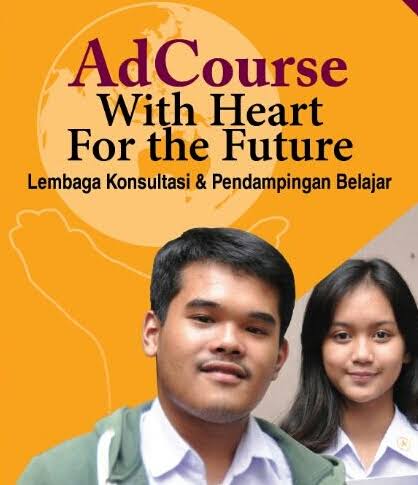 AdCourse
With Heart
For the Future
Lembaga Konsultasi & Pendampingan Belajar